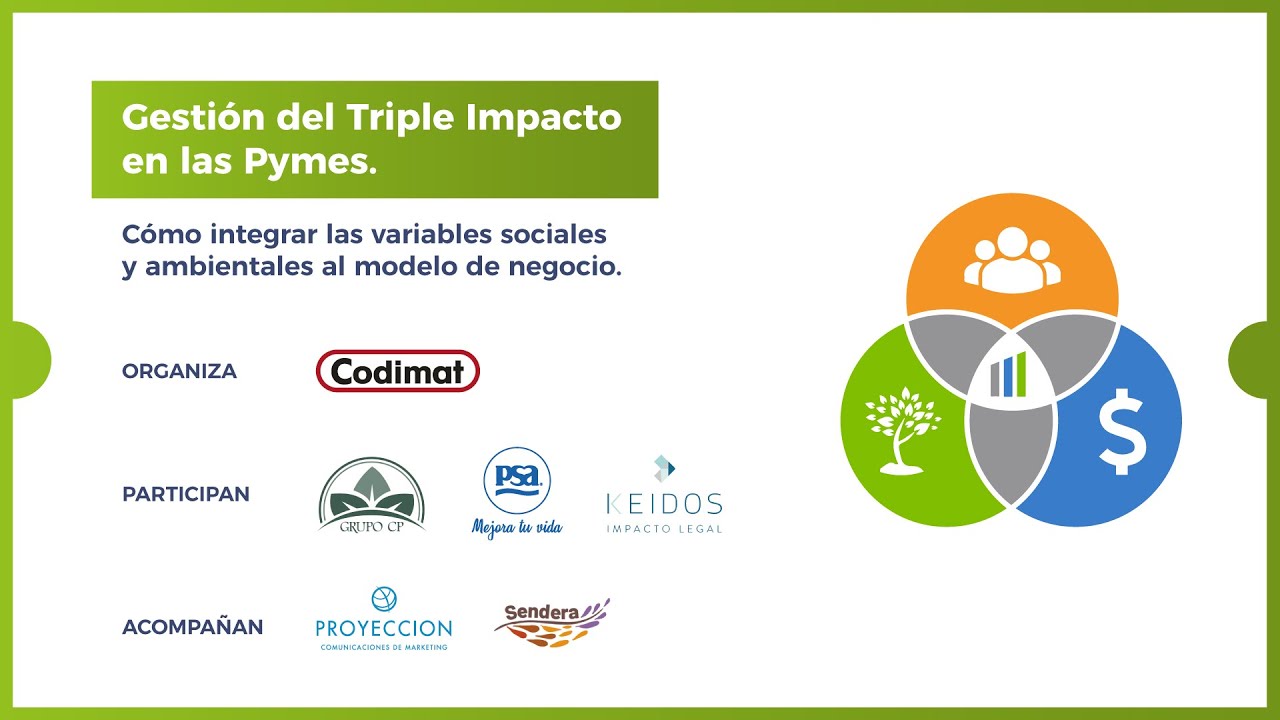 Gestión del Triple Impacto
en las Pymes.
Cómo integrar las variables sociales
y ambientales al modelo de negocio.
ORGANIZA
Codimat
PARTICIPAN
GRUPO CP
psa
Mejora tu vida
KEIDOS
IMPACTO LEGAL
ACOMPAÑAN
PROYECCION
COMUNICACIONES DE MARKETING
Sendera
$